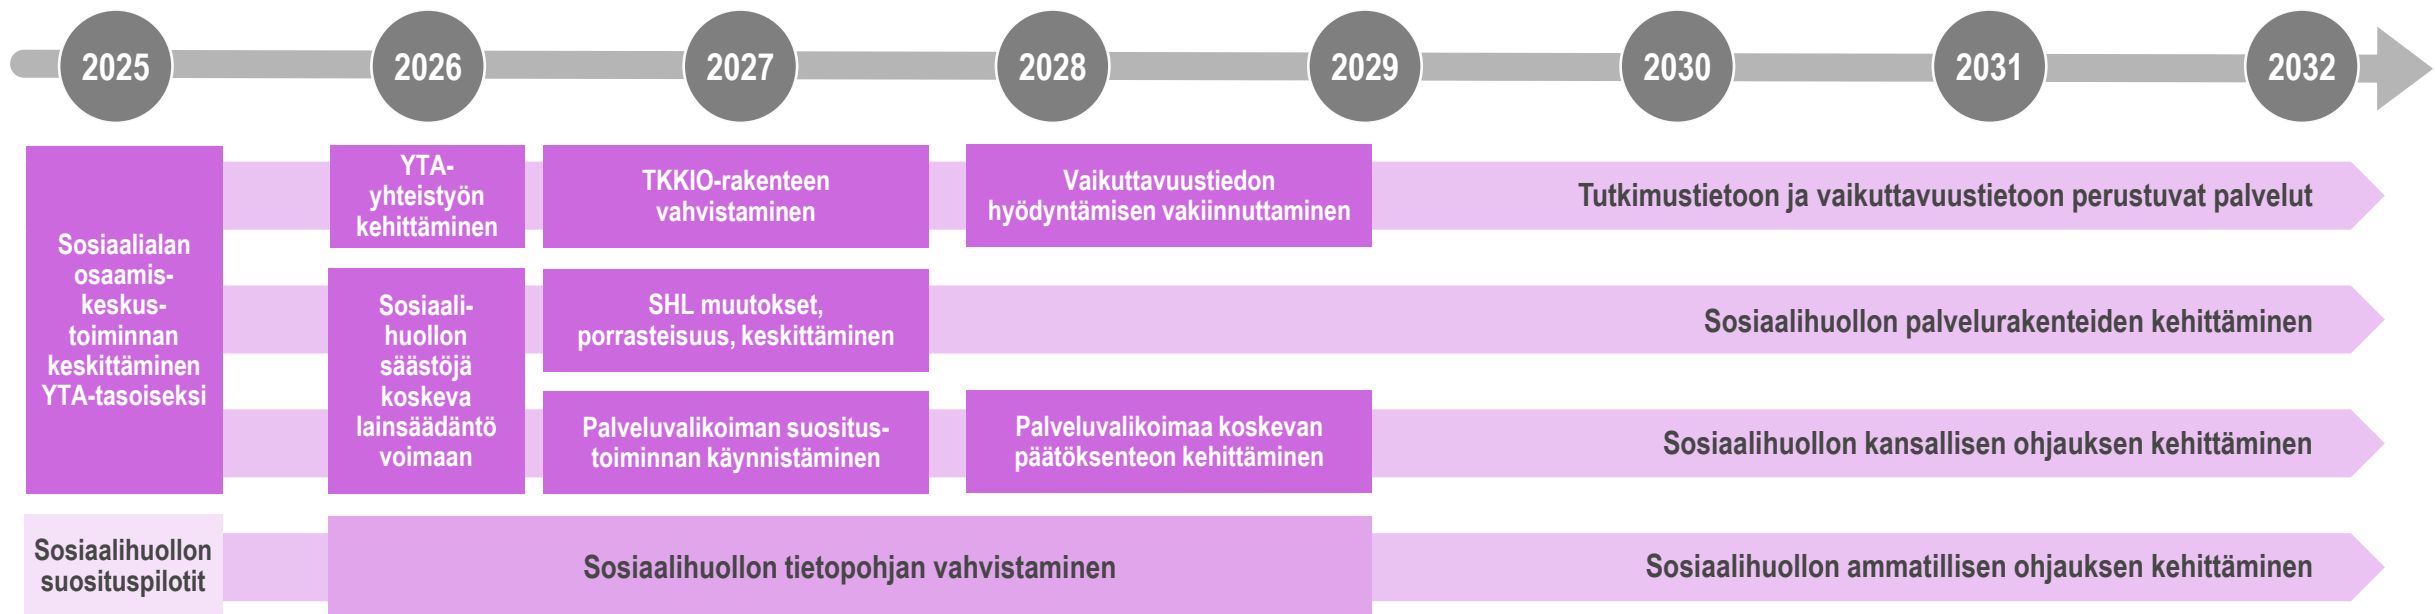 2025
2026
2027
2028
2029
2030
2031
2032
Sosiaalialan
osaamis-
keskus-
toiminnan
keskittäminen
YTA-tasoiseksi
YTA-
yhteistyön
kehittäminen
TKKIO-rakenteen
vahvistaminen
Vaikuttavuustiedon
hyödyntämisen vakiinnuttaminen
Tutkimustietoon ja vaikuttavuustietoon perustuvat palvelut
Sosiaali-
huollon
säästöjä
koskeva
lainsäädäntö
voimaan
SHL muutokset,
porrasteisuus, keskittäminen
Sosiaalihuollon palvelurakenteiden kehittäminen
Palveluvalikoiman suositus-
toiminnan käynnistäminen
Palveluvalikoimaa koskevan
päätöksenteon kehittäminen
Sosiaalihuollon kansallisen ohjauksen kehittäminen
Sosiaalihuollon
suosituspilotit
Sosiaalihuollon tietopohjan vahvistaminen
Sosiaalihuollon ammatillisen ohjauksen kehittäminen